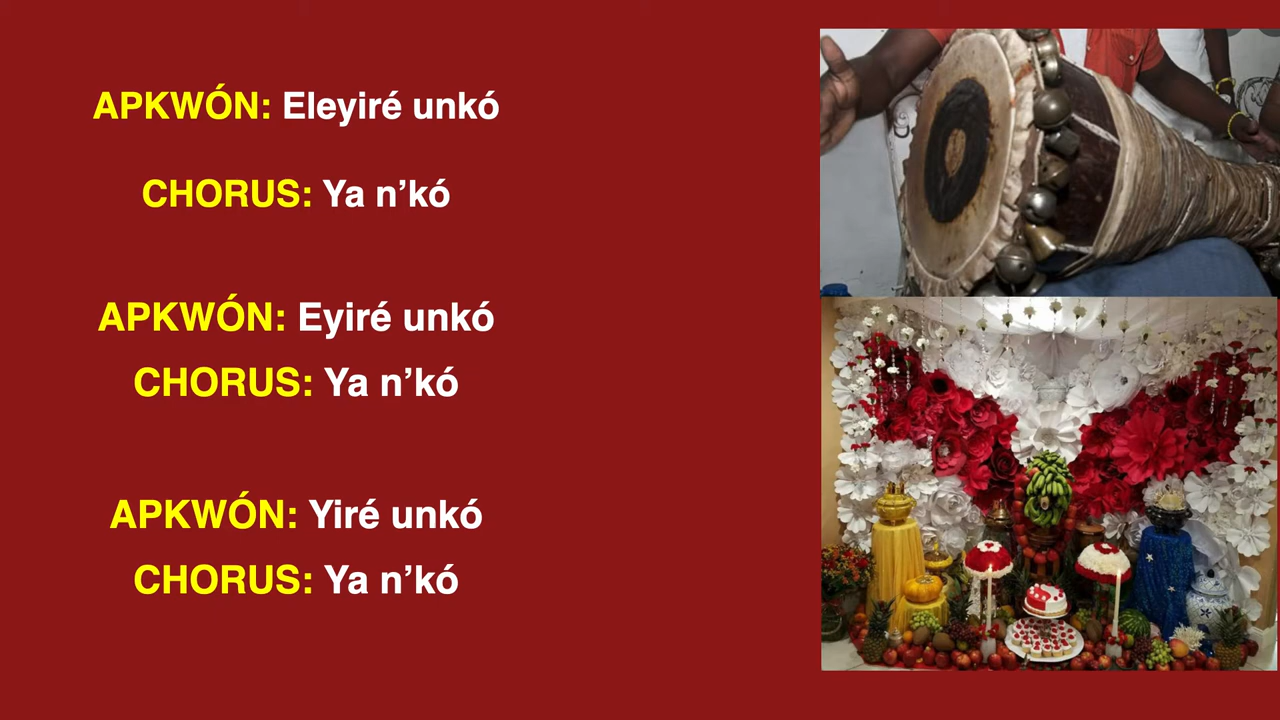 APKWÓN: Eleyiré unkó
CHORUS: Ya n’kó
APKWÓN: Eyiré unkó
CHORUS: Ya n’kó
APKWÓN: Yiré unkó
CHORUS: Ya n’kó